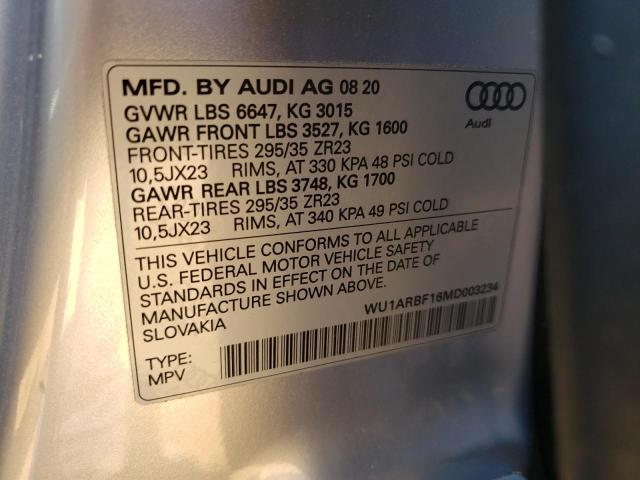 MFD. BY AUDI AG 08 20
GVWR LBS 6647, KG 3015
GAWR FRONT LBS 3527, KG 1600
FRONT-TIRES 295/35 ZR23
10,5JX23 RIMS, AT 330 KPA 48 PSI COLD
GAWR REAR LBS 3748, KG 1700
REAR-TIRES 295/35 ZR23
10,5JX23 RIMS, AT 340 KPA 49 PSI COLD
Audi
THIS VEHICLE CONFORMS TO ALL APPLICABLE
U.S. FEDERAL MOTOR VEHICLE SAFETY
STANDARDS IN EFFECT ON THE DATE OF
MANUFACTURE SHOWN ABOVE.
SLOVAKIA
WU1ARBF16MD003234
TYPE:
MPV